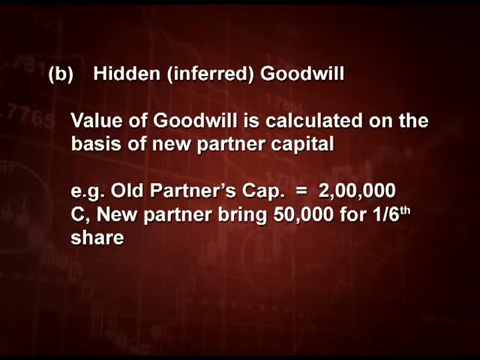 (b) Hidden (inferred) Goodwill
Value of Goodwill is calculated on the
basis of new partner capital
e.g. Old Partner's Cap. = 2,00,000
C, New partner bring 50,000 for 1/6th
share